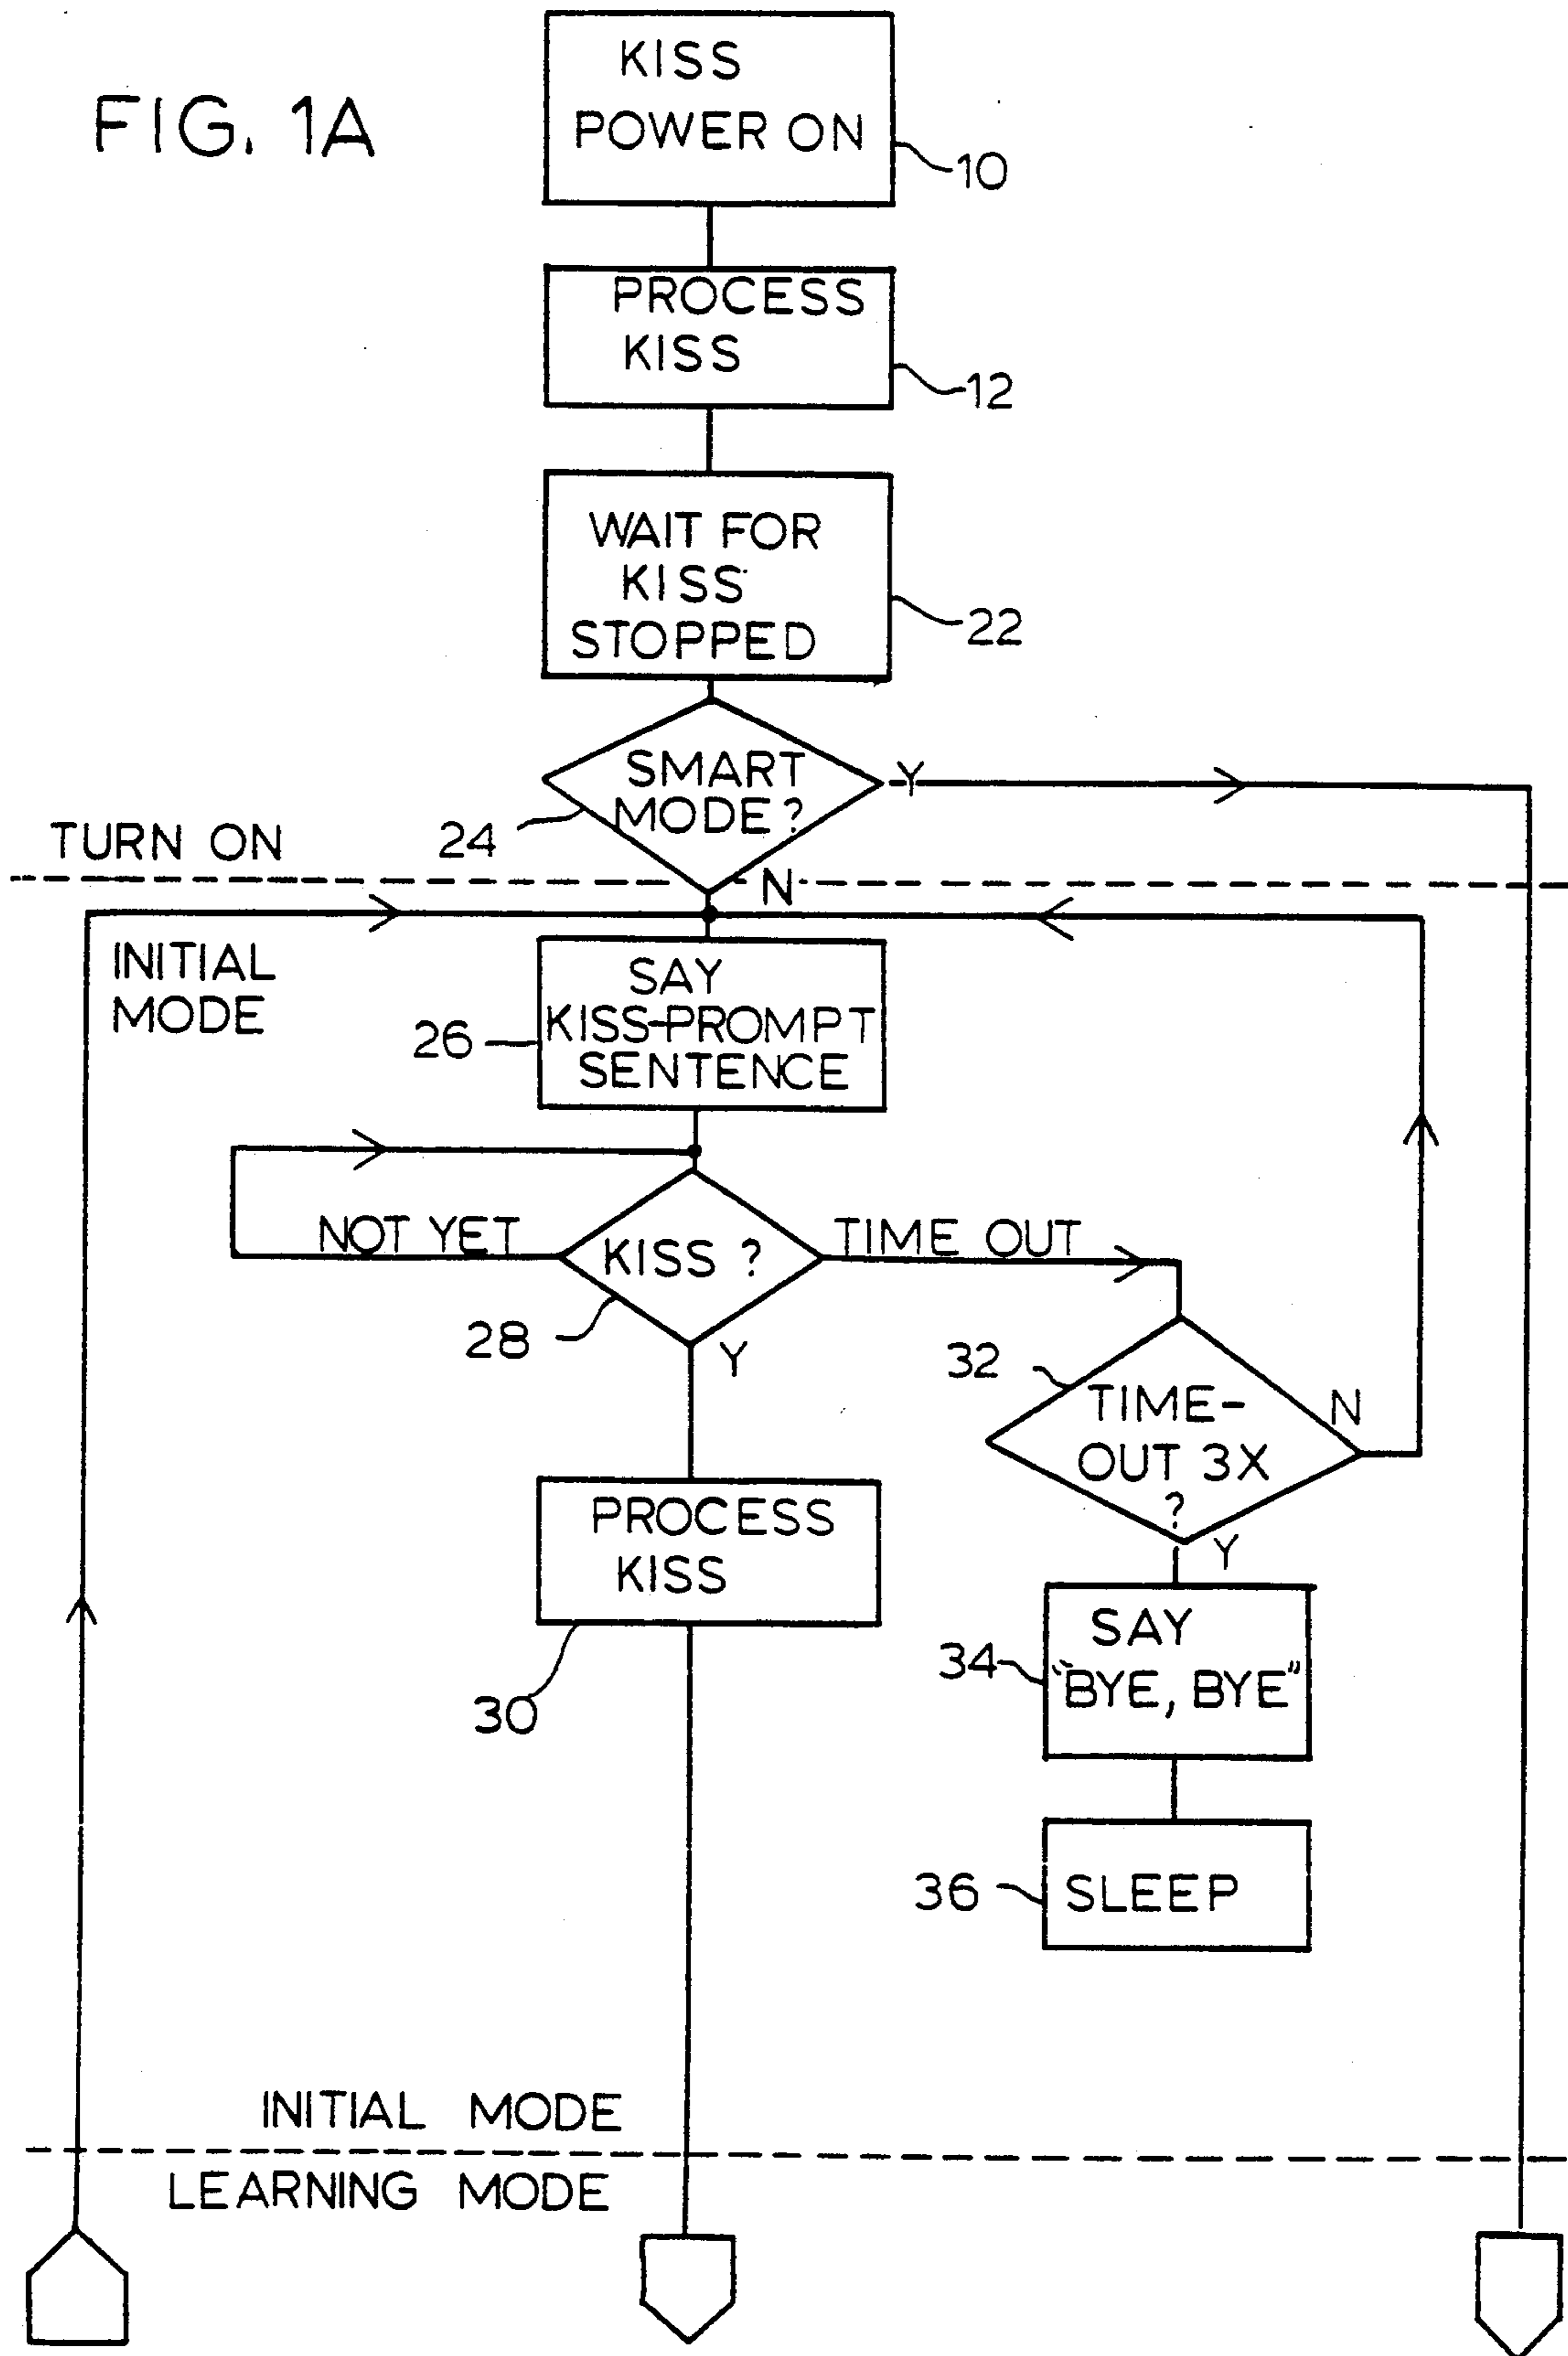 FIG. 1A
KISS
POWER ON
10
PROCESS
KISS
12
WAIT FOR
KISS
STOPPED
22
SMART
MODE?
Y
24
TURN ON
N
INITIAL
MODE
SAY
KISS-PROMPT
SENTENCE
26
NOT YET
KISS ?
TIME OUT
28
Y
32
TIME-
OUT 3X
?
N
Y
PROCESS
KISS
30
SAY
"BYE, BYE"
34
36
SLEEP
INITIAL MODE
LEARNING MODE